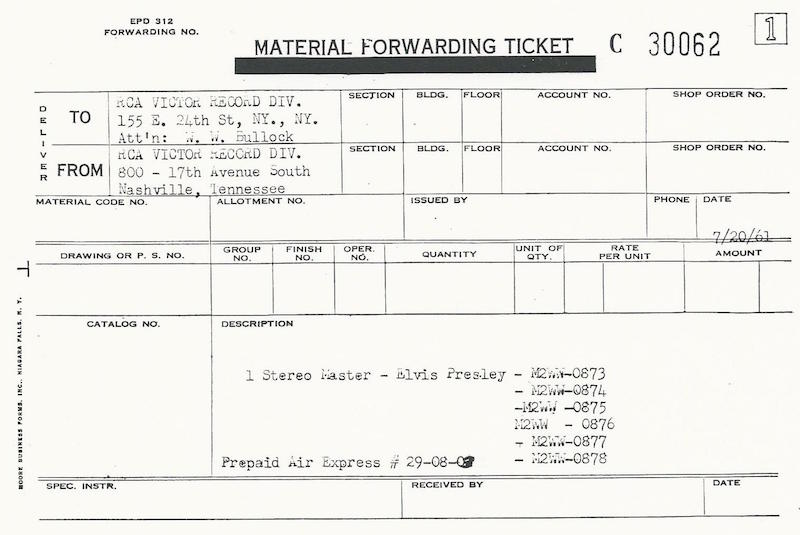 EPD 312
FORWARDING NO.
MATERIAL FORWARDING TICKET C 30062 1
DELIVER
TO
RCA VICTOR RECORD DIV.
155 E. 24th St, NY., NY.
Att'n: W. W. Bullock
SECTION BLDG. FLOOR ACCOUNT NO. SHOP ORDER NO.
FROM
RCA VICTOR RECORD DIV.
800 - 17th Avenue South
Nashville, Tennessee
SECTION BLDG. FLOOR ACCOUNT NO. SHOP ORDER NO.
MATERIAL CODE NO. ALLOTMENT NO. ISSUED BY PHONE DATE
7/20/61
DRAWING OR P. S. NO. GROUP NO. FINISH NO. OPER. NO. QUANTITY UNIT OF QTY. RATE PER UNIT AMOUNT
CATALOG NO. DESCRIPTION
1 Stereo Master - Elvis Presley - M2WW-0873
- M2WW-0874
-M2WW -0875
M2WW - 0876
- M2WW-0877
- M2WW-0878
Prepaid Air Express # 29-08-
SPEC. INSTR. RECEIVED BY DATE
MOORE BUSINESS FORMS, INC., NIAGARA FALLS, N. Y.